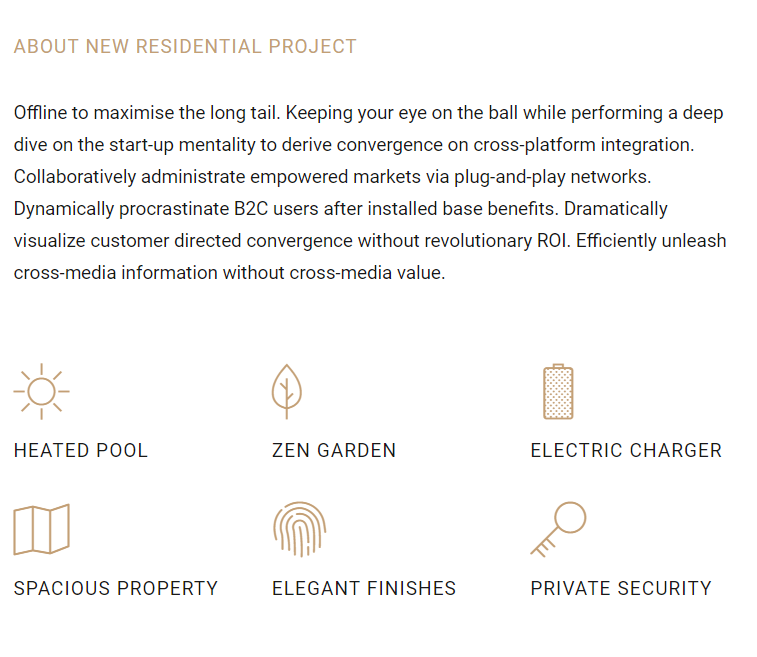 ABOUT NEW RESIDENTIAL PROJECT
Offline to maximise the long tail. Keeping your eye on the ball while performing a deep
dive on the start-up mentality to derive convergence on cross-platform integration.
Collaboratively administrate empowered markets via plug-and-play networks.
Dynamically procrastinate B2C users after installed base benefits. Dramatically
visualize customer directed convergence without revolutionary ROI. Efficiently unleash
cross-media information without cross-media value.
HEATED POOL
ZEN GARDEN
ELECTRIC CHARGER
SPACIOUS PROPERTY
ELEGANT FINISHES
PRIVATE SECURITY